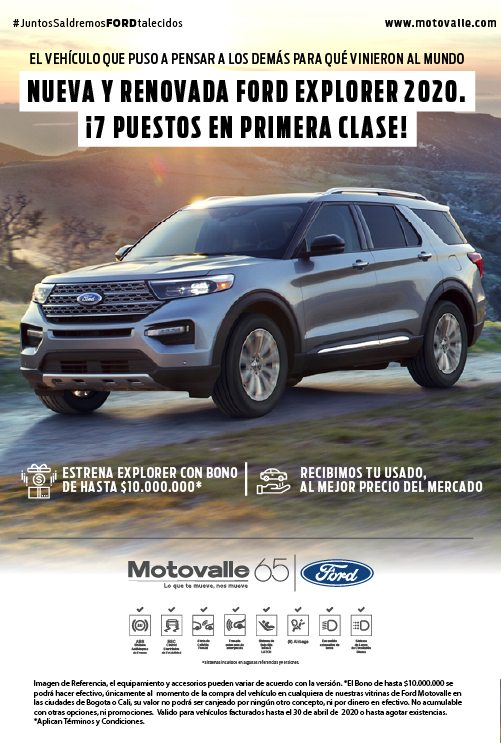 #JuntosSaldremosFORDtalecidos
www.motovalle.com
EL VEHÍCULO QUE PUSO A PENSAR A LOS DEMÁS PARA QUÉ VINIERON AL MUNDO
NUEVA Y RENOVADA FORD EXPLORER 2020.
¡7 PUESTOS EN PRIMERA CLASE!
Ford
ESTRENA EXPLORER CON BONO
DE HASTA $10.000.000*
RECIBIMOS TU USADO,
AL MEJOR PRECIO DEL MERCADO
Motovalle 65
Lo que te mueve, nos mueve
Ford
Imagen de Referencia, el equipamiento y accesorios pueden variar de acuerdo con la versión. *El Bono de hasta $10.000.000 se
podrá hacer efectivo, únicamente al momento de la compra del vehículo en cualquiera de nuestras vitrinas de Ford Motovalle en
las ciudades de Bogota o Cali, su valor no podrá ser canjeado por ningún otro concepto, ni por dinero en efectivo. No acumulable
con otras opciones, ni promociones. Valido para vehículos facturados hasta el 30 de abril de 2020 o hasta agotar existencias.
*Aplican Términos y Condiciones.